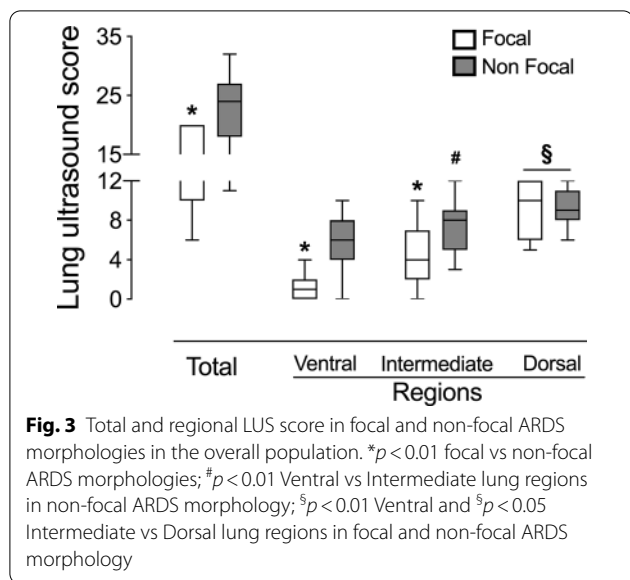 35
25
15
12
8
4
0
Lung ultrasound score
Focal
Non Focal
*
*
*
#
§
Total
Ventral Intermediate Dorsal
Regions
Fig. 3 Total and regional LUS score in focal and non-focal ARDS
morphologies in the overall population. *p < 0.01 focal vs non-focal
ARDS morphologies; #p < 0.01 Ventral vs Intermediate lung regions
in non-focal ARDS morphology; §p < 0.01 Ventral and §p < 0.05
Intermediate vs Dorsal lung regions in focal and non-focal ARDS
morphology